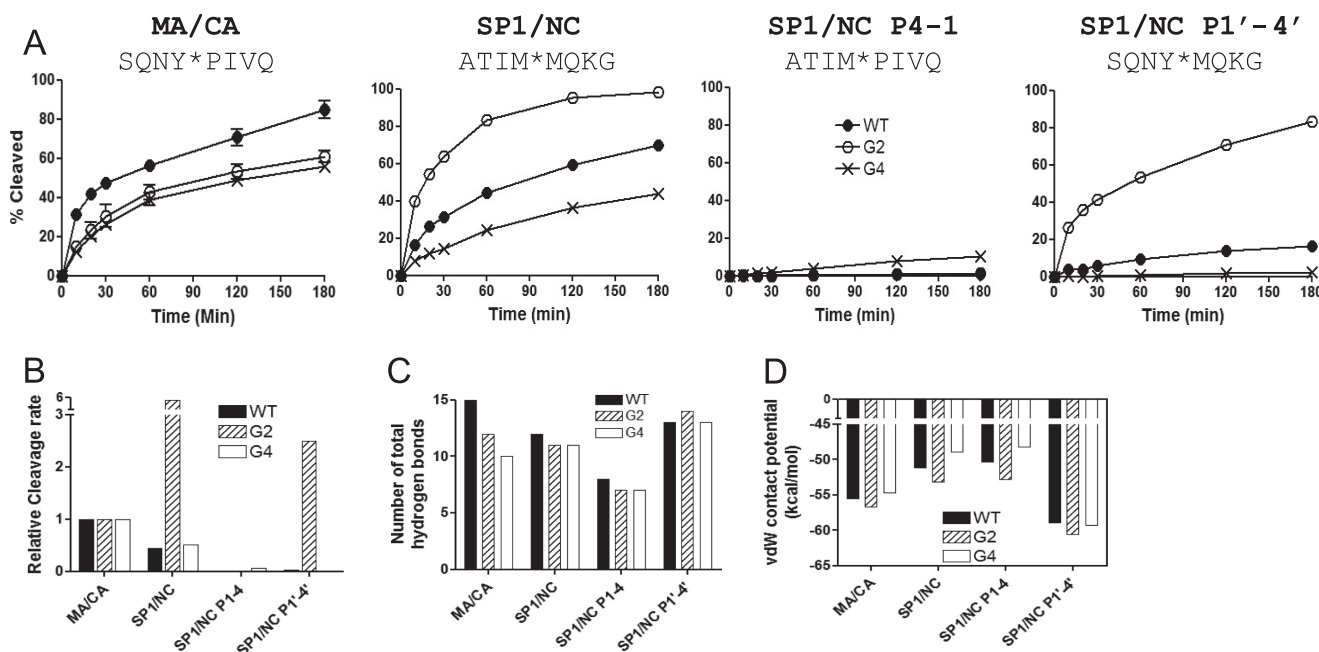 A
MA/CA
SQNY*PIVQ
% Cleaved
100
80
60
40
20
0
0 30 60 90 120 150 180
Time (Min)
SP1/NC
ATIM*MQKG
100
80
60
40
20
0
0 30 60 90 120 150 180
Time (min)
SP1/NC P4-1
ATIM*PIVQ
100
80
60
40
20
0
WT
G2
G4
0 30 60 90 120 150 180
Time (min)
SP1/NC P1'-4'
SQNY*MQKG
100
80
60
40
20
0
0 30 60 90 120 150 180
Time (min)
B
Relative Cleavage rate
6
3
2
1
0
WT
G2
G4
MA/CA
SP1/NC
SP1/NC P1-4
SP1/NC P1'-4'
C
Number of total
hydrogen bonds
15
10
5
0
WT
G2
G4
MA/CA
SP1/NC
SP1/NC P1-4
SP1/NC P1'-4'
D
vdW contact potential
(kcal/mol)
0
-45
-50
-55
-60
-65
WT
G2
G4
MA/CA
SP1/NC
SP1/NC P1-4
SP1/NC P1'-4'